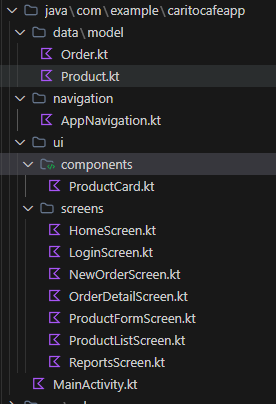 java\com\example\caritocafeapp
data\model
Order.kt
Product.kt
navigation
AppNavigation.kt
ui
components
ProductCard.kt
screens
HomeScreen.kt
LoginScreen.kt
NewOrderScreen.kt
OrderDetailScreen.kt
ProductFormScreen.kt
ProductListScreen.kt
ReportsScreen.kt
MainActivity.kt